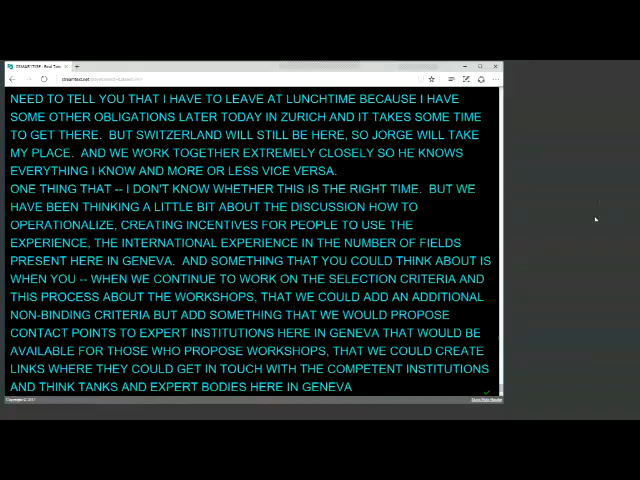 STREAMTEXT - Real Time
streamtext.net
NEED TO TELL YOU THAT I HAVE TO LEAVE AT LUNCHTIME BECAUSE I HAVE
SOME OTHER OBLIGATIONS LATER TODAY IN ZURICH AND IT TAKES SOME TIME
TO GET THERE.  BUT SWITZERLAND WILL STILL BE HERE, SO JORGE WILL TAKE
MY PLACE.  AND WE WORK TOGETHER EXTREMELY CLOSELY SO HE KNOWS
EVERYTHING I KNOW AND MORE OR LESS VICE VERSA.
ONE THING THAT -- I DON'T KNOW WHETHER THIS IS THE RIGHT TIME.  BUT WE
HAVE BEEN THINKING A LITTLE BIT ABOUT THE DISCUSSION HOW TO
OPERATIONALIZE, CREATING INCENTIVES FOR PEOPLE TO USE THE
EXPERIENCE, THE INTERNATIONAL EXPERIENCE IN THE NUMBER OF FIELDS
PRESENT HERE IN GENEVA.  AND SOMETHING THAT YOU COULD THINK ABOUT IS
WHEN YOU -- WHEN WE CONTINUE TO WORK ON THE SELECTION CRITERIA AND
THIS PROCESS ABOUT THE WORKSHOPS, THAT WE COULD ADD AN ADDITIONAL
NON-BINDING CRITERIA BUT ADD SOMETHING THAT WE WOULD PROPOSE
CONTACT POINTS TO EXPERT INSTITUTIONS HERE IN GENEVA THAT WOULD BE
AVAILABLE FOR THOSE WHO PROPOSE WORKSHOPS, THAT WE COULD CREATE
LINKS WHERE THEY COULD GET IN TOUCH WITH THE COMPETENT INSTITUTIONS
AND THINK TANKS AND EXPERT BODIES HERE IN GENEVA
Copyright © 2017